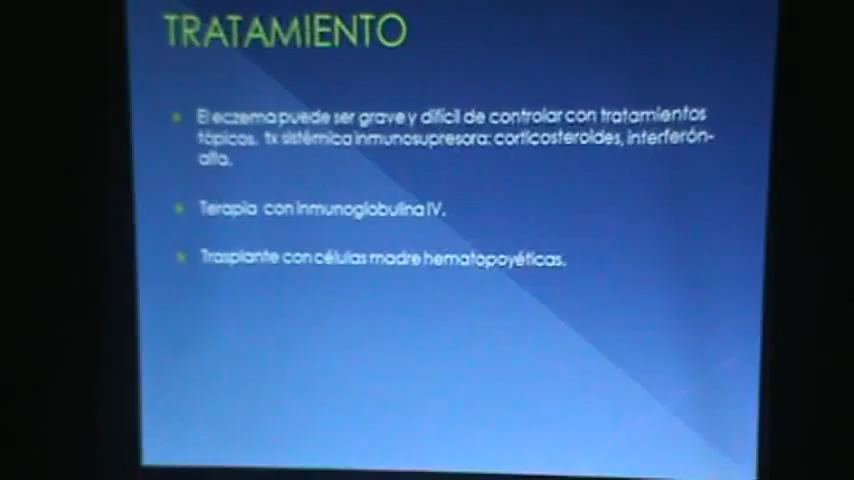 TRATAMIENTO
El eczema puede ser grave y difícil de controlar con tratamientos
tópicos. tx sistémica inmunosupresora: corticosteroides, interferón-
alfa.
Terapia con inmunoglobulina IV.
Trasplante con células madre hematopoyéticas.